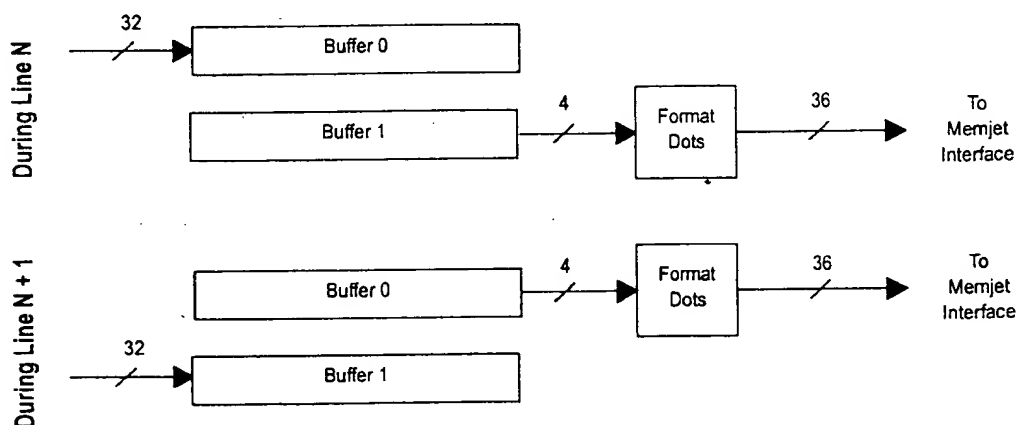 During Line N
32
Buffer 0
Buffer 1
4
Format
Dots
36
To
Memjet
Interface
During Line N + 1
Buffer 0
4
Format
Dots
36
To
Memjet
Interface
32
Buffer 1